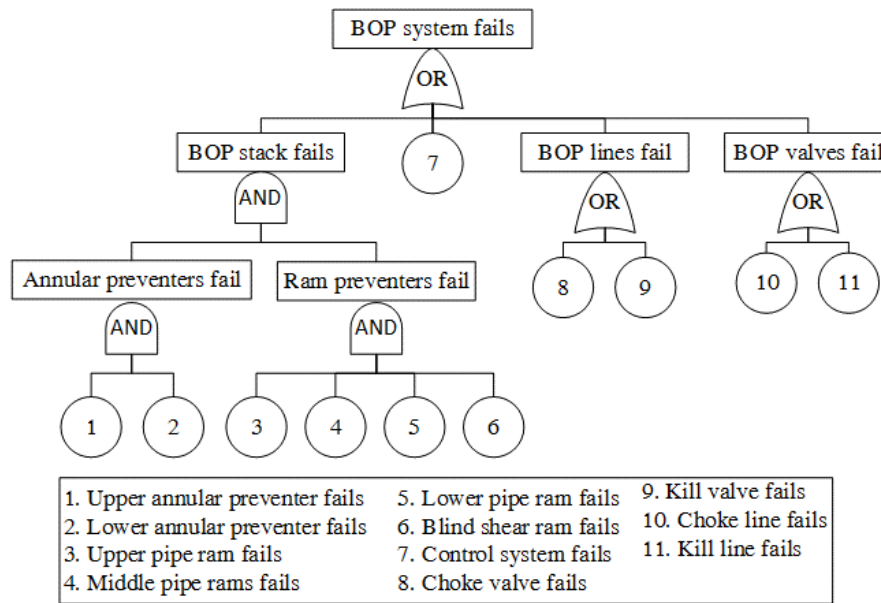 BOP system fails
OR
BOP stack fails
7
BOP lines fail
BOP valves fail
AND
OR
OR
Annular preventers fail
Ram preventers fail
8
9
10
11
AND
AND
1
2
3
4
5
6
1. Upper annular preventer fails
2. Lower annular preventer fails
3. Upper pipe ram fails
4. Middle pipe rams fails
5. Lower pipe ram fails
6. Blind shear ram fails
7. Control system fails
8. Choke valve fails
9. Kill valve fails
10. Choke line fails
11. Kill line fails